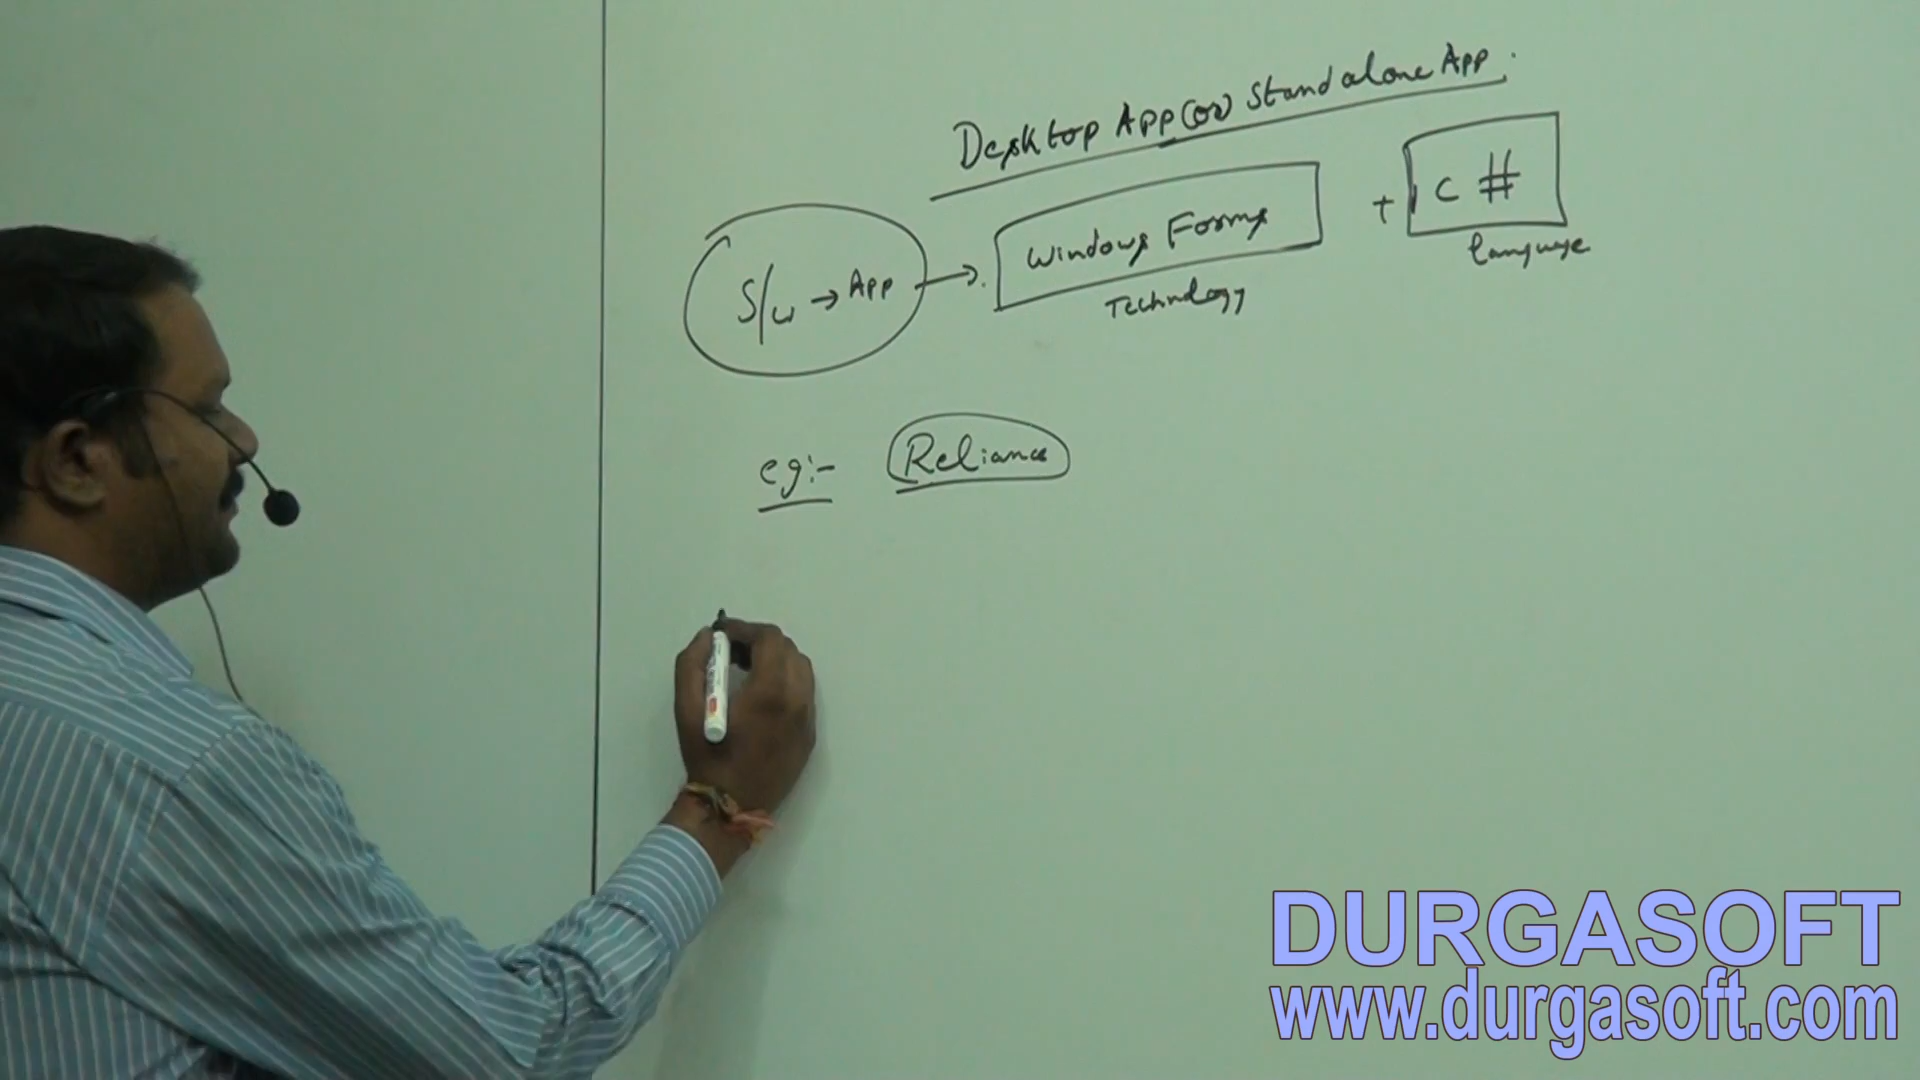 Desktop App (or) Standalone App.
S/w → App → Windows Forms + C #
Technology
language
eg:- Reliance
DURGASOFT
www.durgasoft.com